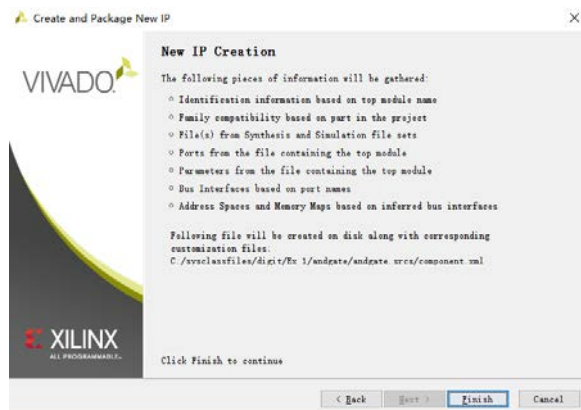 Create and Package New IP
VIVADO
New IP Creation
The following pieces of information will be gathered:
Identification information based on top module name
Family compatibility based on part in the project
File(s) from Synthesis and Simulation file sets
Ports from the file containing the top module
Parameters from the file containing the top module
Bus Interfaces based on port names
Address Spaces and Memory Maps based on inferred bus interfaces
Following file will be created on disk along with corresponding
customization files.
C:/sysclassfiles/digit/Ex_1/andgate/andgate.srcs/component.xml
XILINX
ALL PROGRAMMABLE.
Click Finish to continue
< Back
Next >
Finish
Cancel